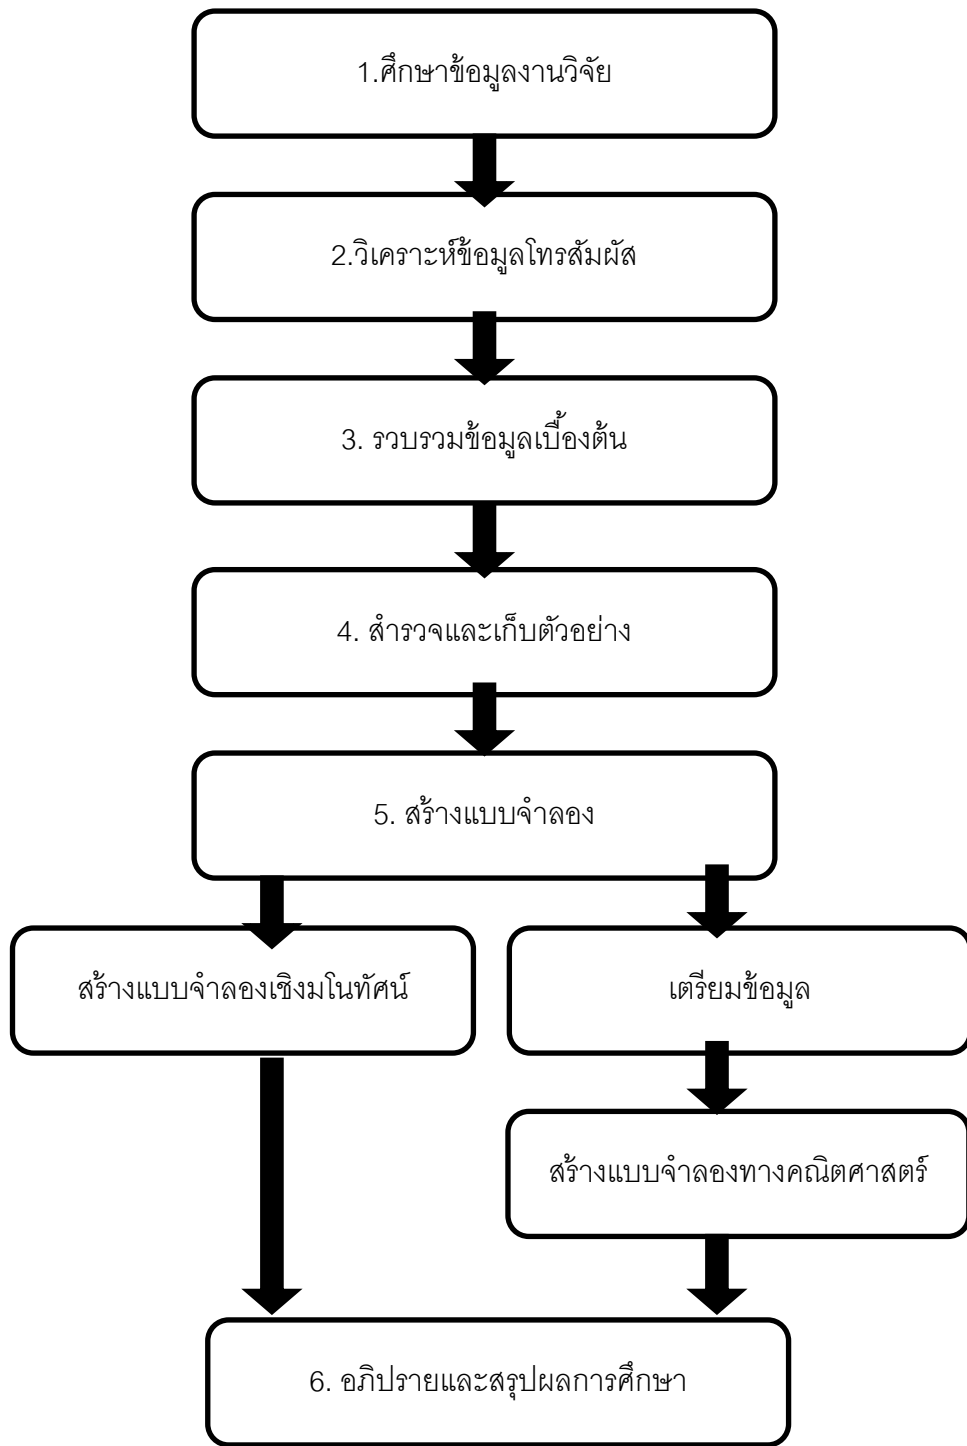 1.ศึกษาข้อมูลงานวิจัย
2.วิเคราะห์ข้อมูลโทรสัมผัส
3. รวบรวมข้อมูลเบื้องต้น
4. สำรวจและเก็บตัวอย่าง
5. สร้างแบบจำลอง
สร้างแบบจำลองเชิงมโนทัศน์
เตรียมข้อมูล
สร้างแบบจำลองทางคณิตศาสตร์
6. อภิปรายและสรุปผลการศึกษา